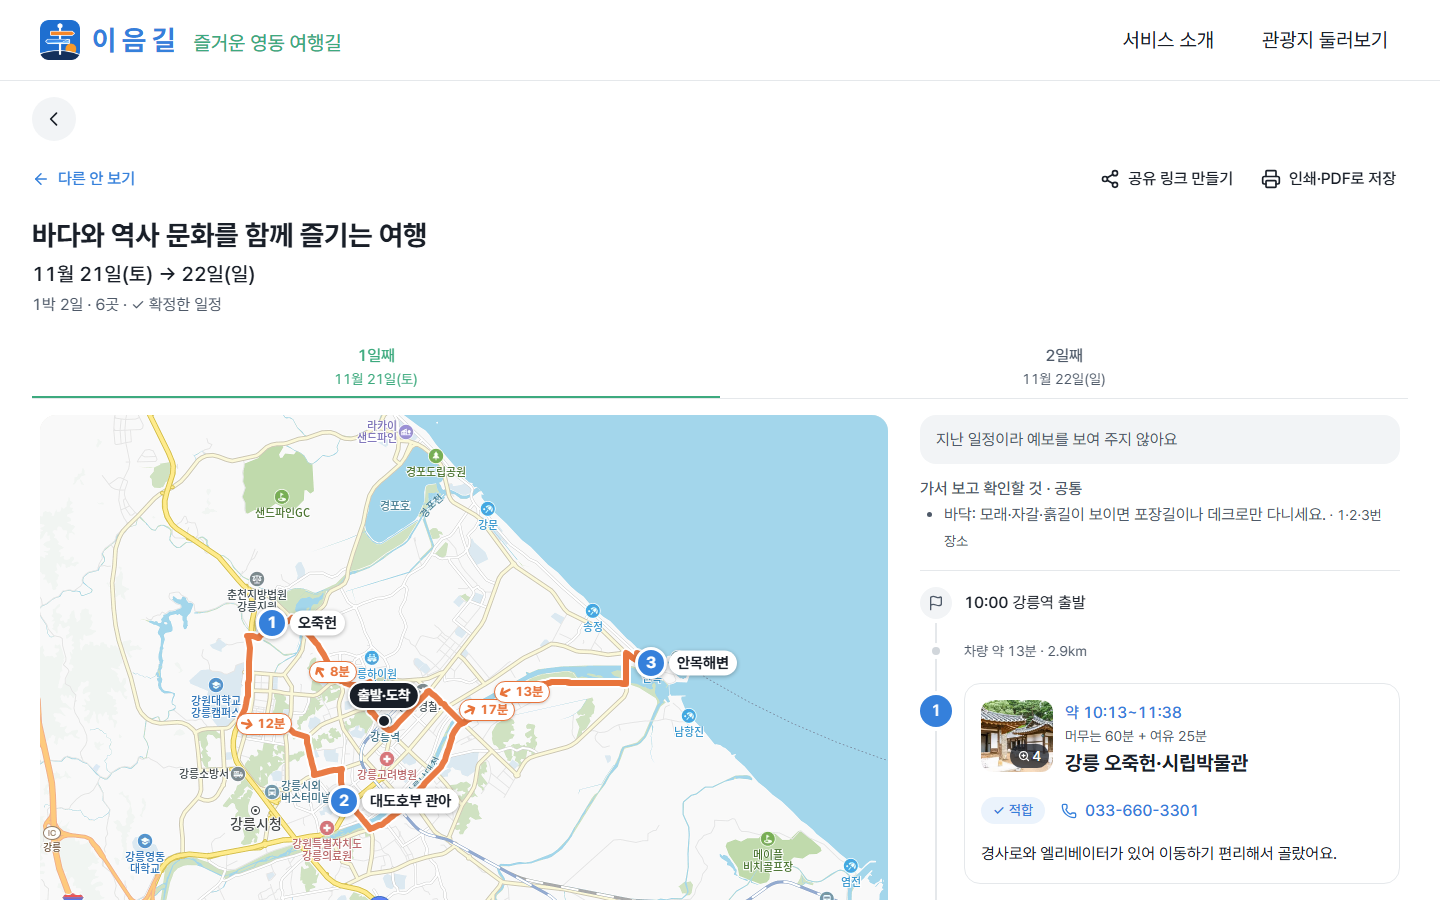 이음길 즐거운 영동 여행길
서비스 소개
관광지 둘러보기
다른 안 보기
공유 링크 만들기
인쇄·PDF로 저장
바다와 역사 문화를 함께 즐기는 여행
11월 21일(토) → 22일(일)
1박 2일 · 6곳 · ✓ 확정한 일정
1일째
11월 21일(토)
2일째
11월 22일(일)
라카이
샌드파인
경포도립공원
경포호
경포천
샌드파인GC
강문
춘천지방법원
강릉지원
1 오죽헌
송정
8분
릉하이원
3 안목해변
출발·도착
13분
17분
12분
강원대학교
강릉캠퍼스
경찰
강릉역
남항진
강릉고려병원
강릉소방서
강릉시외
버스터미널
2 대도호부 관아
강릉시청
IC
강릉
강릉영동
대학교
강원특별자치도
강릉의료원
메이플
비치골프장
염전
지난 일정이라 예보를 보여 주지 않아요
가서 보고 확인할 것 · 공통
• 바닥: 모래·자갈·흙길이 보이면 포장길이나 데크로만 다니세요. · 1·2·3번
장소
10:00 강릉역 출발
차량 약 13분 · 2.9km
1
약 10:13~11:38
머무는 60분 + 여유 25분
강릉 오죽헌·시립박물관
4
✓ 적합
033-660-3301
경사로와 엘리베이터가 있어 이동하기 편리해서 골랐어요.